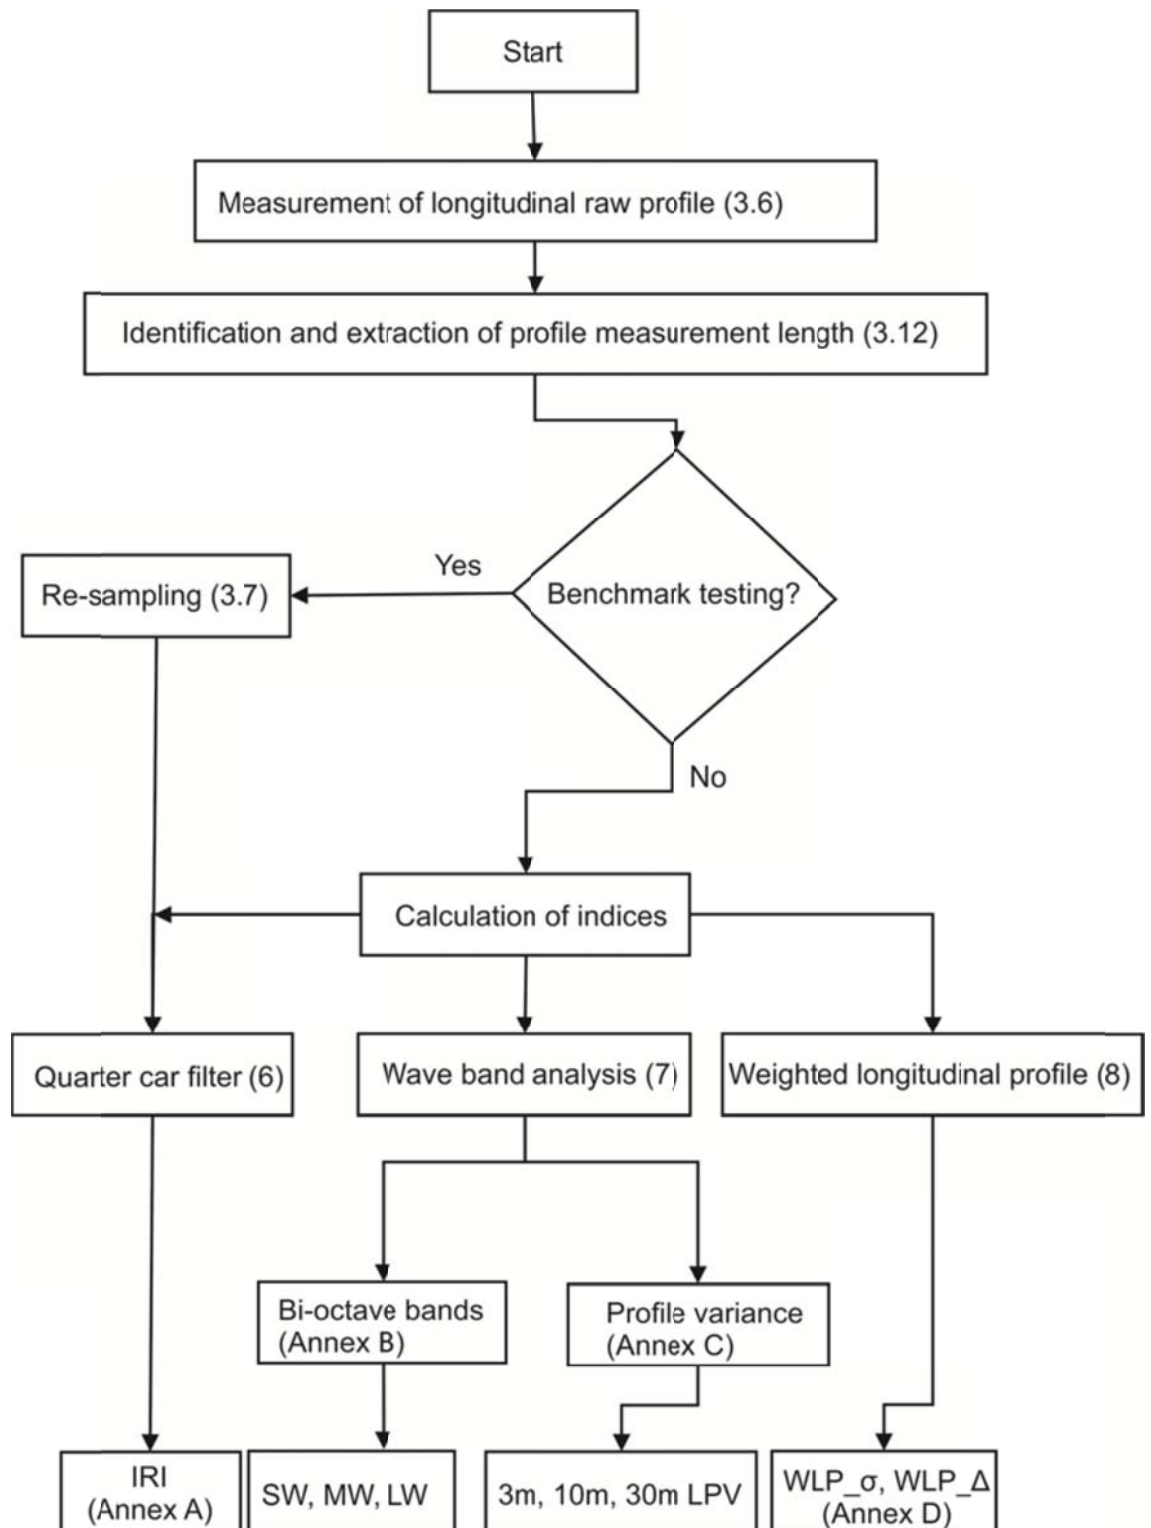 Start
Measurement of longitudinal raw profile (3.6)
Identification and extraction of profile measurement length (3.12)
Yes
Re-sampling (3.7)
Benchmark testing?
No
Calculation of indices
Quarter car filter (6)
Wave band analysis (7)
Weighted longitudinal profile (8)
Bi-octave bands
(Annex B)
Profile variance
(Annex C)
IRI
(Annex A)
SW, MW, LW
3m, 10m, 30m LPV
WLP_σ, WLP_Δ
(Annex D)